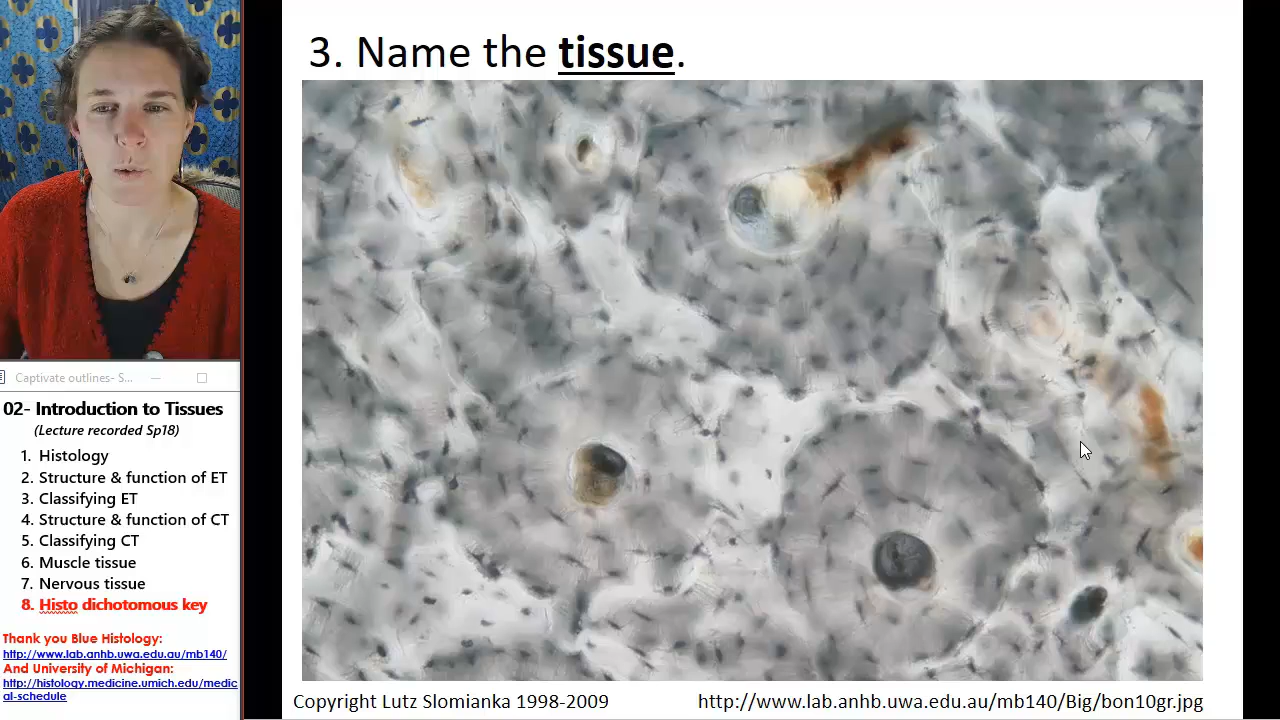 3. Name the tissue.
Captivate outlines- S...
02- Introduction to Tissues
(Lecture recorded Sp18)
1. Histology
2. Structure & function of ET
3. Classifying ET
4. Structure & function of CT
5. Classifying CT
6. Muscle tissue
7. Nervous tissue
8. Histo dichotomous key
Thank you Blue Histology:
http://www.lab.anhb.uwa.edu.au/mb140/
And University of Michigan:
http://histology.medicine.umich.edu/medic
al-schedule
Copyright Lutz Slomianka 1998-2009
http://www.lab.anhb.uwa.edu.au/mb140/Big/bon10gr.jpg